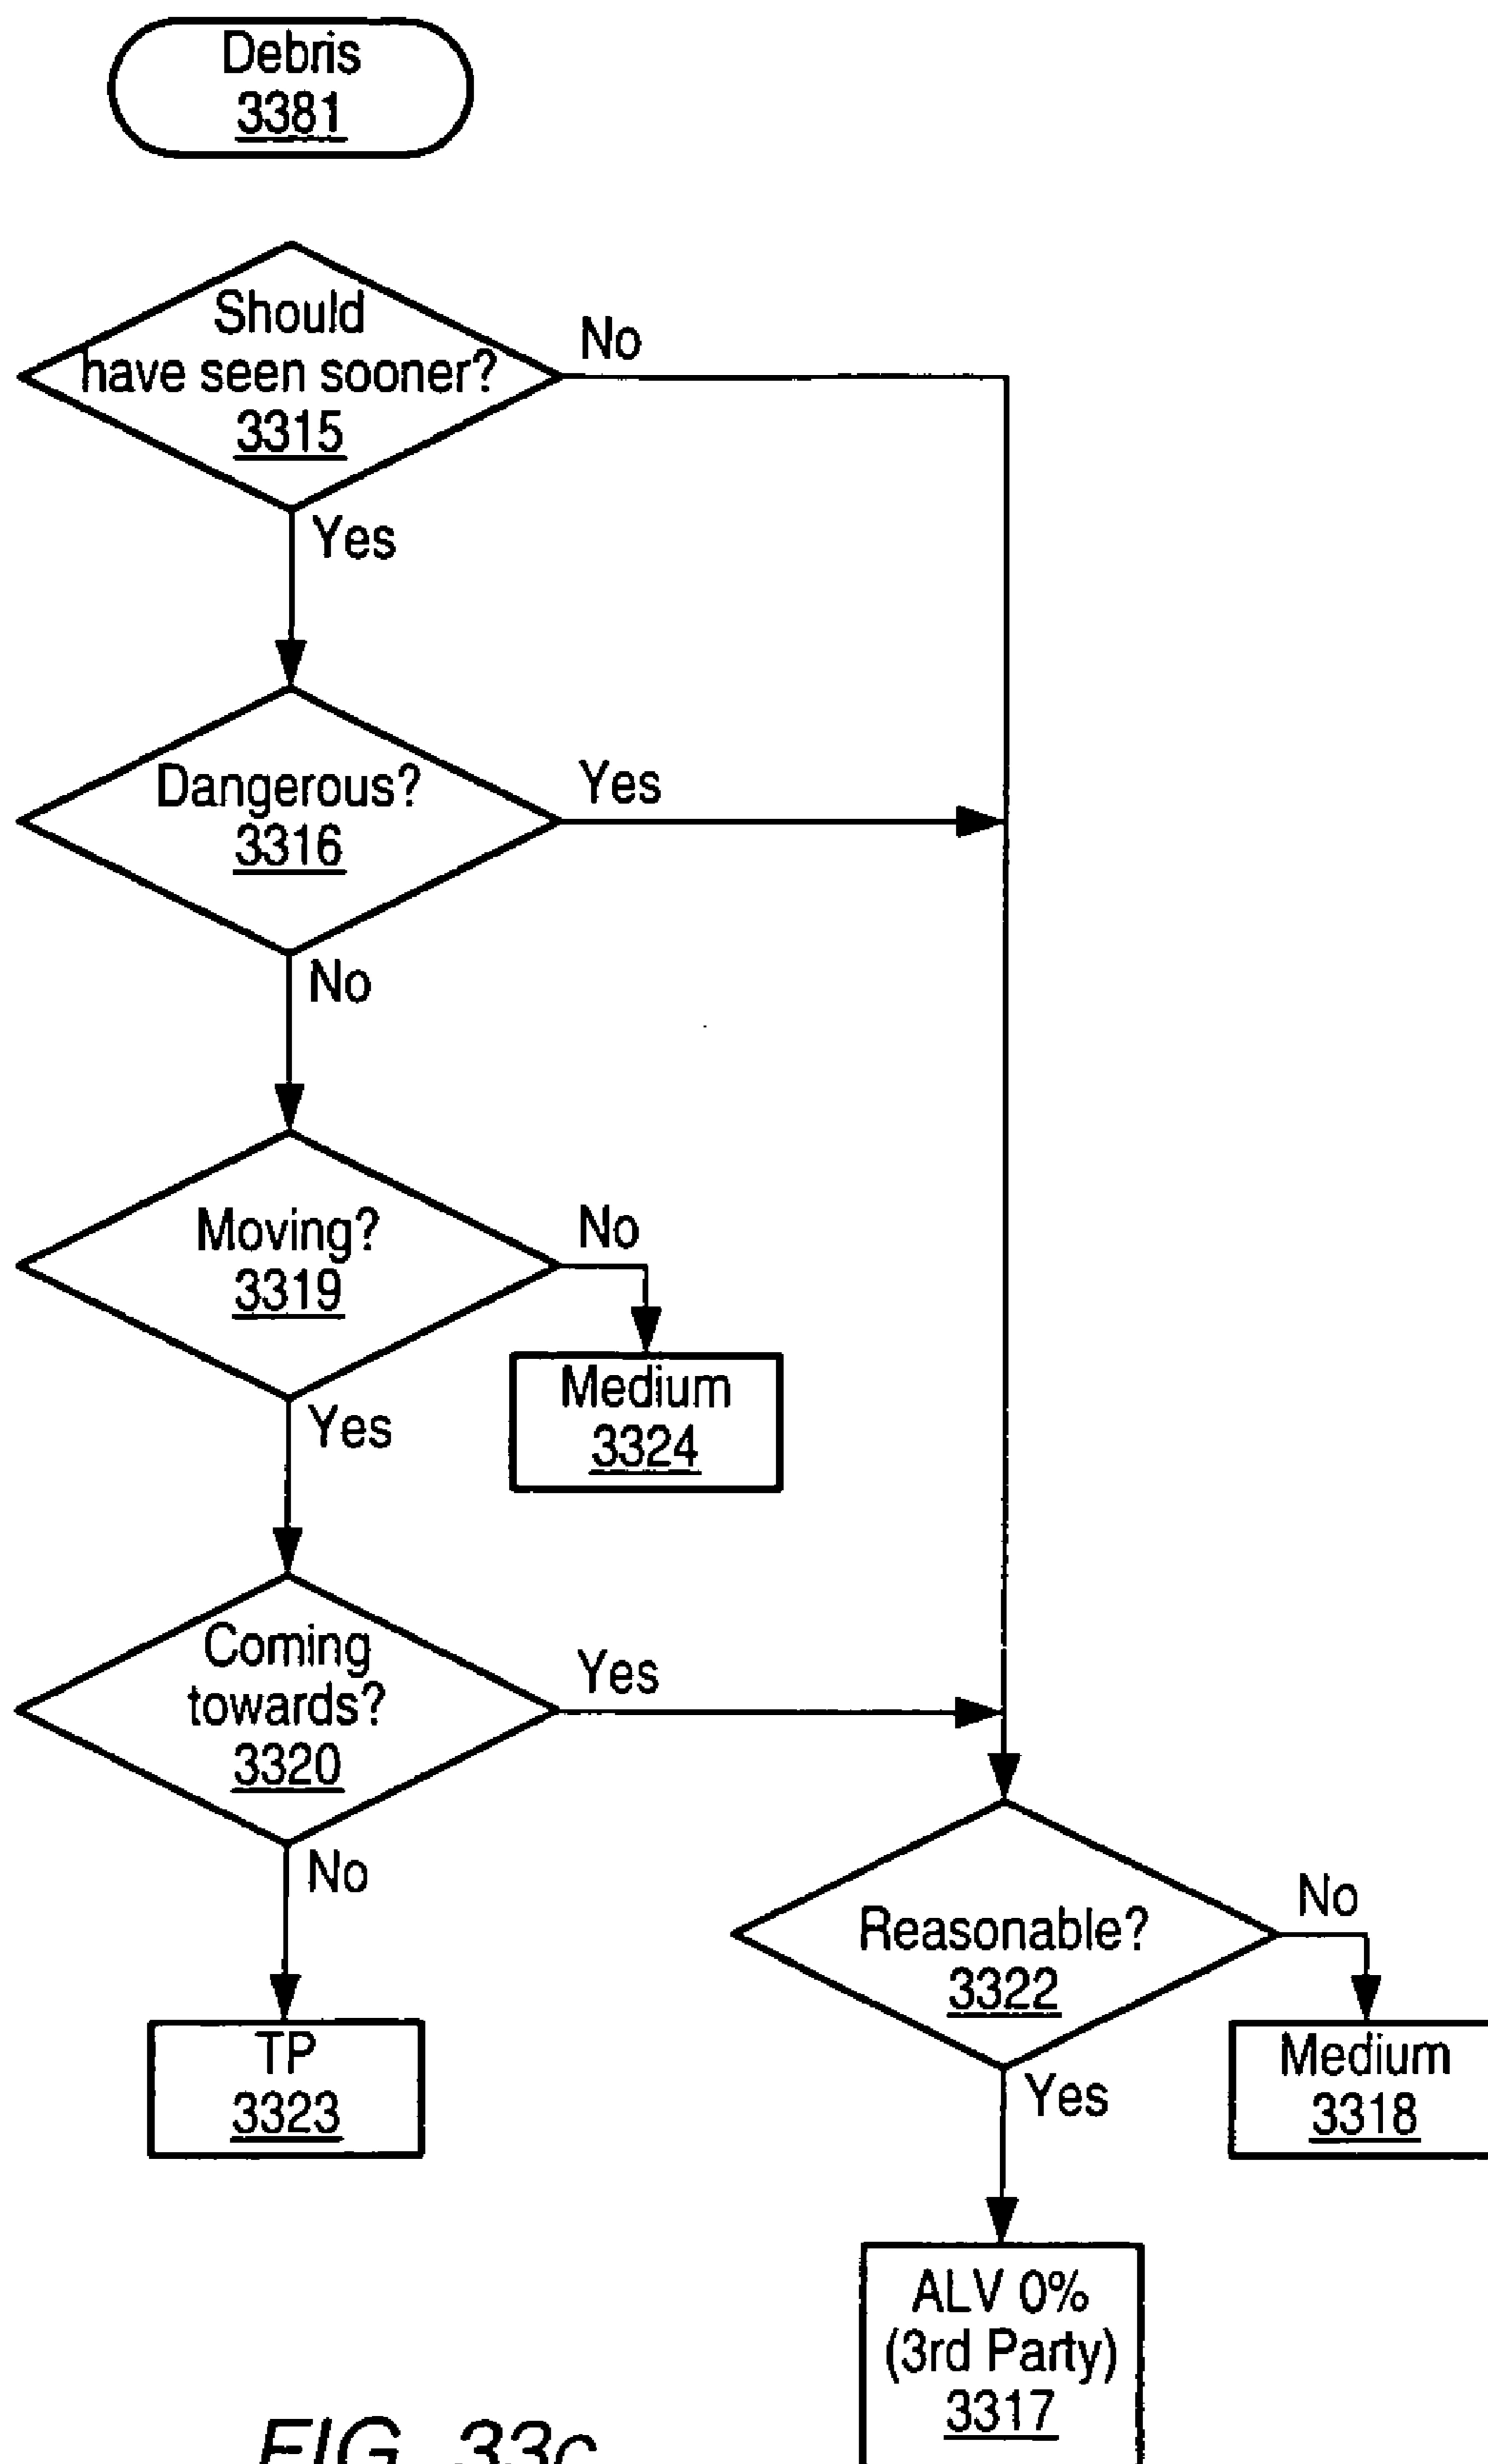 Debris
3381
Should
have seen sooner?
3315
No
Yes
Dangerous?
3316
Yes
No
Moving?
3319
No
Yes
Medium
3324
Coming
towards?
3320
Yes
No
Reasonable?
3322
No
Yes
TP
3323
Medium
3318
ALV 0%
(3rd Party)
3317
FIG. 33c